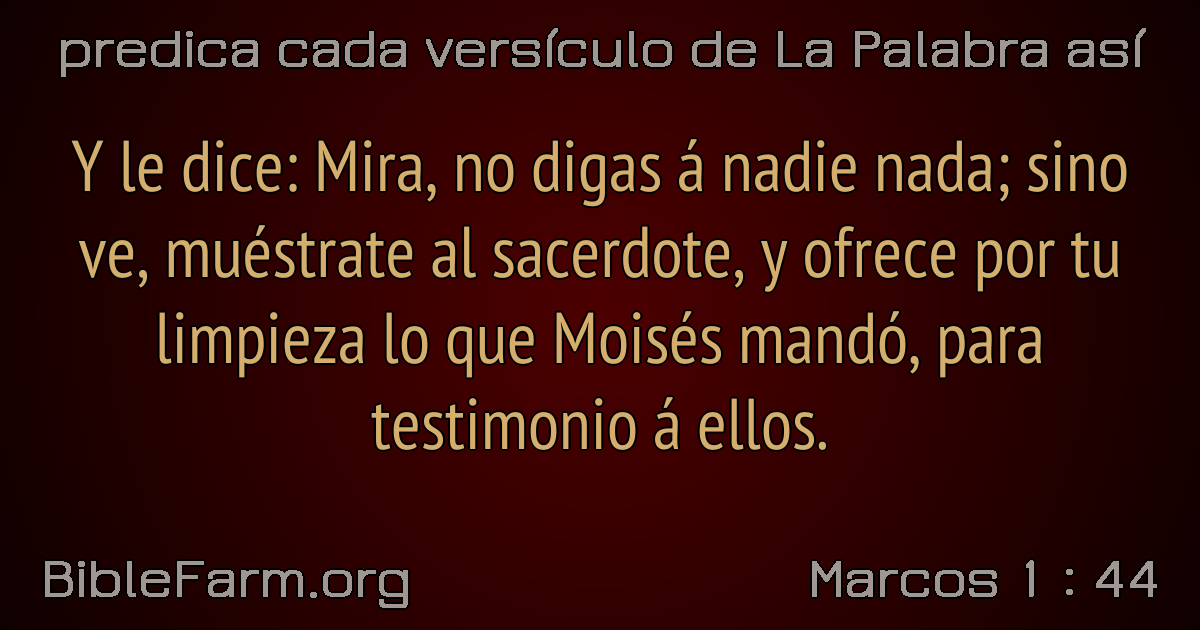 predica cada versículo de La Palabra así
Y le dice: Mira, no digas á nadie nada; sino
ve, muéstrate al sacerdote, y ofrece por tu
limpieza lo que Moisés mandó, para
testimonio á ellos.
BibleFarm.org
Marcos 1 : 44